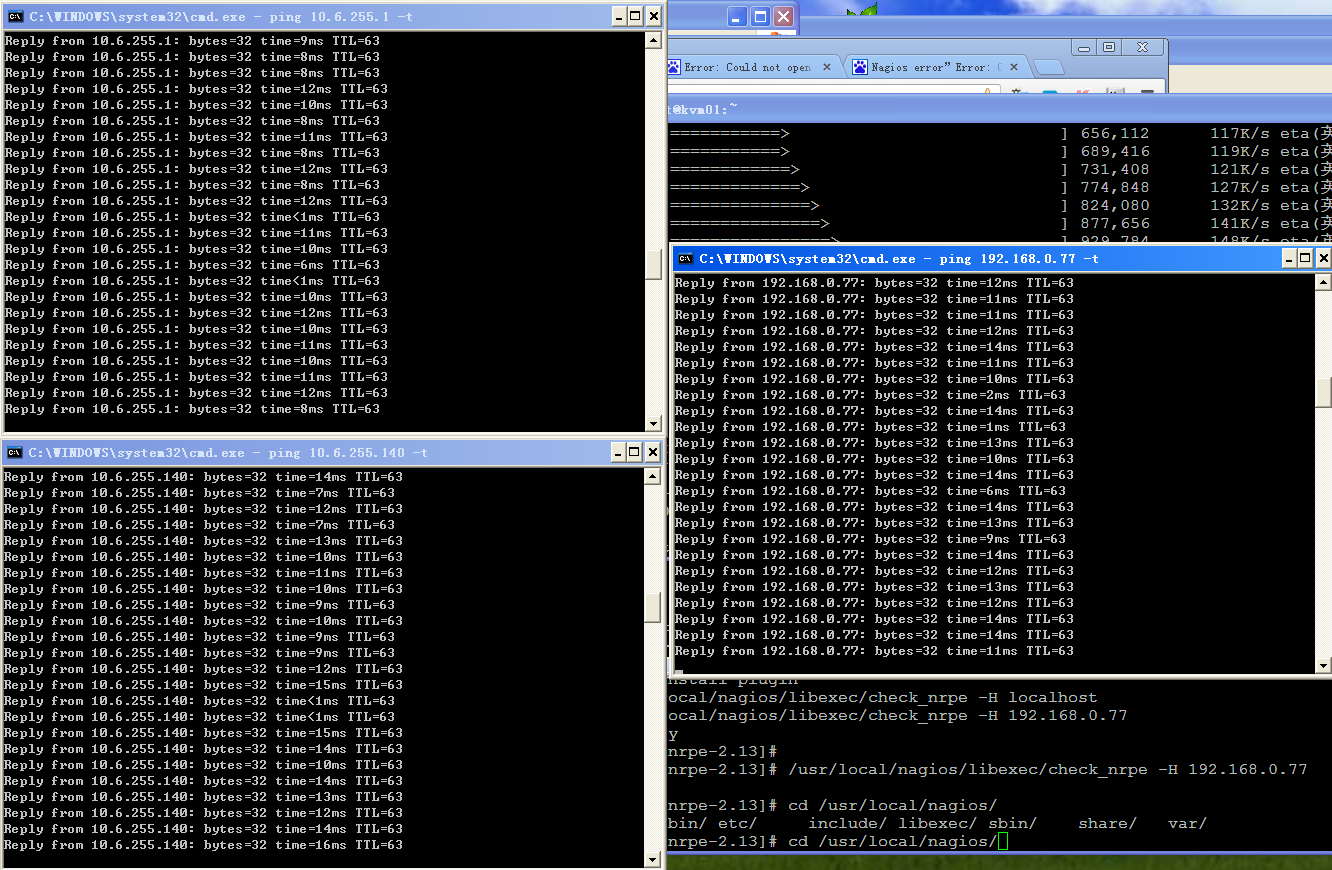 C:\WINDOWS\system32\cmd.exe - ping 10.6.255.1 -t
Reply from 10.6.255.1: bytes=32 time=9ms TTL=63
Reply from 10.6.255.1: bytes=32 time=8ms TTL=63
Reply from 10.6.255.1: bytes=32 time=8ms TTL=63
Reply from 10.6.255.1: bytes=32 time=12ms TTL=63
Reply from 10.6.255.1: bytes=32 time=10ms TTL=63
Reply from 10.6.255.1: bytes=32 time=8ms TTL=63
Reply from 10.6.255.1: bytes=32 time=11ms TTL=63
Reply from 10.6.255.1: bytes=32 time=8ms TTL=63
Reply from 10.6.255.1: bytes=32 time=12ms TTL=63
Reply from 10.6.255.1: bytes=32 time=8ms TTL=63
Reply from 10.6.255.1: bytes=32 time=12ms TTL=63
Reply from 10.6.255.1: bytes=32 time<1ms TTL=63
Reply from 10.6.255.1: bytes=32 time=11ms TTL=63
Reply from 10.6.255.1: bytes=32 time=10ms TTL=63
Reply from 10.6.255.1: bytes=32 time=6ms TTL=63
Reply from 10.6.255.1: bytes=32 time<1ms TTL=63
Reply from 10.6.255.1: bytes=32 time=10ms TTL=63
Reply from 10.6.255.1: bytes=32 time=12ms TTL=63
Reply from 10.6.255.1: bytes=32 time=10ms TTL=63
Reply from 10.6.255.1: bytes=32 time=11ms TTL=63
Reply from 10.6.255.1: bytes=32 time=10ms TTL=63
Reply from 10.6.255.1: bytes=32 time=11ms TTL=63
Reply from 10.6.255.1: bytes=32 time=12ms TTL=63
Reply from 10.6.255.1: bytes=32 time=8ms TTL=63
C:\WINDOWS\system32\cmd.exe - ping 10.6.255.140 -t
Reply from 10.6.255.140: bytes=32 time=14ms TTL=63
Reply from 10.6.255.140: bytes=32 time=7ms TTL=63
Reply from 10.6.255.140: bytes=32 time=12ms TTL=63
Reply from 10.6.255.140: bytes=32 time=7ms TTL=63
Reply from 10.6.255.140: bytes=32 time=13ms TTL=63
Reply from 10.6.255.140: bytes=32 time=10ms TTL=63
Reply from 10.6.255.140: bytes=32 time=11ms TTL=63
Reply from 10.6.255.140: bytes=32 time=10ms TTL=63
Reply from 10.6.255.140: bytes=32 time=9ms TTL=63
Reply from 10.6.255.140: bytes=32 time=10ms TTL=63
Reply from 10.6.255.140: bytes=32 time=9ms TTL=63
Reply from 10.6.255.140: bytes=32 time=9ms TTL=63
Reply from 10.6.255.140: bytes=32 time=12ms TTL=63
Reply from 10.6.255.140: bytes=32 time=15ms TTL=63
Reply from 10.6.255.140: bytes=32 time<1ms TTL=63
Reply from 10.6.255.140: bytes=32 time<1ms TTL=63
Reply from 10.6.255.140: bytes=32 time=15ms TTL=63
Reply from 10.6.255.140: bytes=32 time=14ms TTL=63
Reply from 10.6.255.140: bytes=32 time=10ms TTL=63
Reply from 10.6.255.140: bytes=32 time=14ms TTL=63
Reply from 10.6.255.140: bytes=32 time=13ms TTL=63
Reply from 10.6.255.140: bytes=32 time=12ms TTL=63
Reply from 10.6.255.140: bytes=32 time=14ms TTL=63
Reply from 10.6.255.140: bytes=32 time=16ms TTL=63
Error: Could not open
Nagios error" Error:
t@kvm01:~
===========> ] 656,112 117K/s eta(英
===========> ] 689,416 119K/s eta(英
============> ] 731,408 121K/s eta(英
=============> ] 774,848 127K/s eta(英
==============> ] 824,080 132K/s eta(英
===============> ] 877,656 141K/s eta(英
================> ] 929,784 148K/s eta(英
C:\WINDOWS\system32\cmd.exe - ping 192.168.0.77 -t
Reply from 192.168.0.77: bytes=32 time=12ms TTL=63
Reply from 192.168.0.77: bytes=32 time=11ms TTL=63
Reply from 192.168.0.77: bytes=32 time=11ms TTL=63
Reply from 192.168.0.77: bytes=32 time=12ms TTL=63
Reply from 192.168.0.77: bytes=32 time=14ms TTL=63
Reply from 192.168.0.77: bytes=32 time=11ms TTL=63
Reply from 192.168.0.77: bytes=32 time=10ms TTL=63
Reply from 192.168.0.77: bytes=32 time=2ms TTL=63
Reply from 192.168.0.77: bytes=32 time=14ms TTL=63
Reply from 192.168.0.77: bytes=32 time=1ms TTL=63
Reply from 192.168.0.77: bytes=32 time=13ms TTL=63
Reply from 192.168.0.77: bytes=32 time=10ms TTL=63
Reply from 192.168.0.77: bytes=32 time=14ms TTL=63
Reply from 192.168.0.77: bytes=32 time=6ms TTL=63
Reply from 192.168.0.77: bytes=32 time=14ms TTL=63
Reply from 192.168.0.77: bytes=32 time=13ms TTL=63
Reply from 192.168.0.77: bytes=32 time=9ms TTL=63
Reply from 192.168.0.77: bytes=32 time=14ms TTL=63
Reply from 192.168.0.77: bytes=32 time=12ms TTL=63
Reply from 192.168.0.77: bytes=32 time=13ms TTL=63
Reply from 192.168.0.77: bytes=32 time=12ms TTL=63
Reply from 192.168.0.77: bytes=32 time=14ms TTL=63
Reply from 192.168.0.77: bytes=32 time=14ms TTL=63
Reply from 192.168.0.77: bytes=32 time=11ms TTL=63
nstall plugin
ocal/nagios/libexec/check_nrpe -H localhost
ocal/nagios/libexec/check_nrpe -H 192.168.0.77
y
nrpe-2.13]#
nrpe-2.13]# /usr/local/nagios/libexec/check_nrpe -H 192.168.0.77
nrpe-2.13]# cd /usr/local/nagios/
bin/ etc/ include/ libexec/ sbin/ share/ var/
nrpe-2.13]# cd /usr/local/nagios/